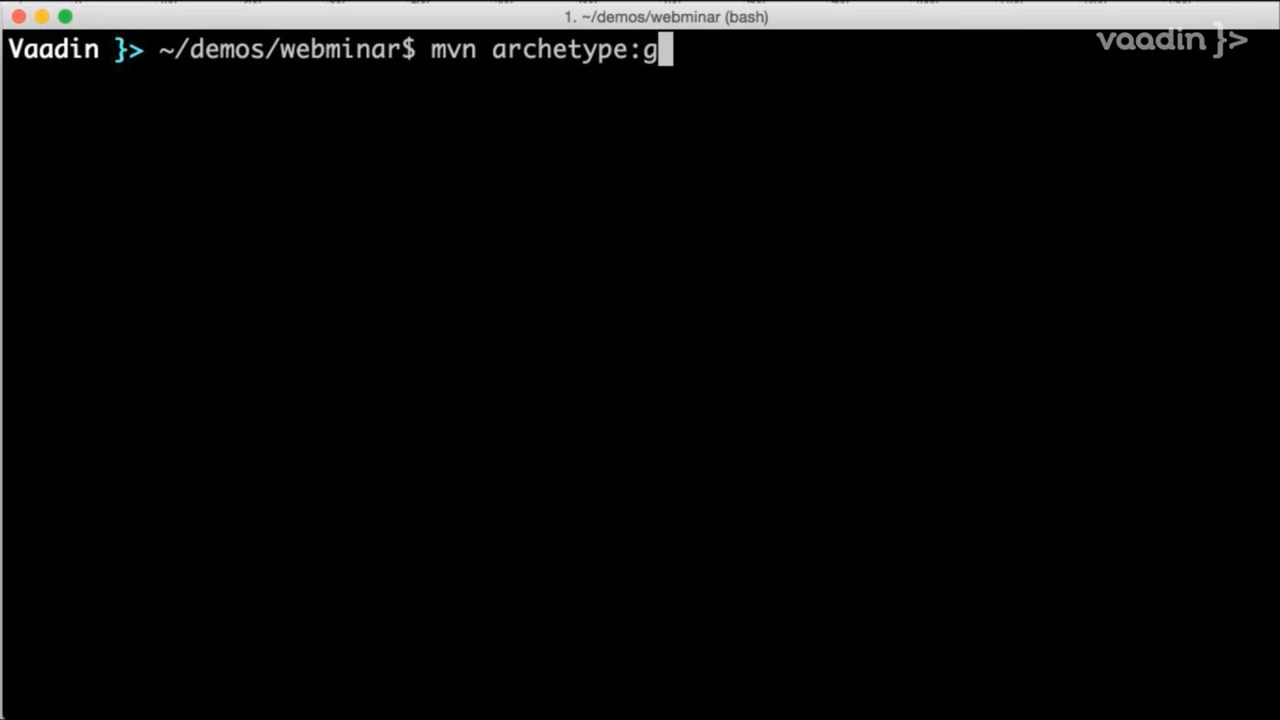 1. ~/demos/webminar (bash)
Vaadin }> ~/demos/webminar$ mvn archetype:g
vaadin }>